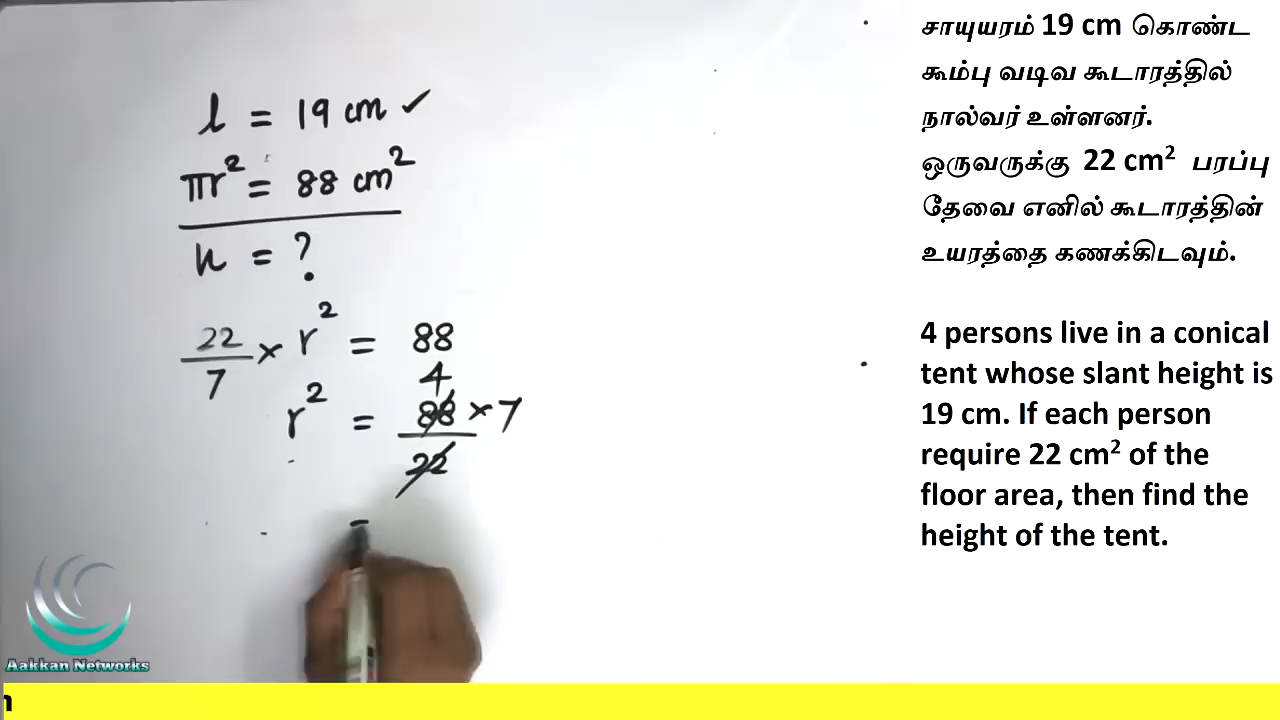 l = 19 cm ✓
πr² = 88 cm²
h = ?
22/7 × r² = 88
4
r² = 88 × 7
22
=
சாயுயரம் 19 cm கொண்ட
கூம்பு வடிவ கூடாரத்தில்
நால்வர் உள்ளனர்.
ஒருவருக்கு 22 cm² பரப்பு
தேவை எனில் கூடாரத்தின்
உயரத்தை கணக்கிடவும்.
4 persons live in a conical
tent whose slant height is
19 cm. If each person
require 22 cm² of the
floor area, then find the
height of the tent.
Aakkan Networks